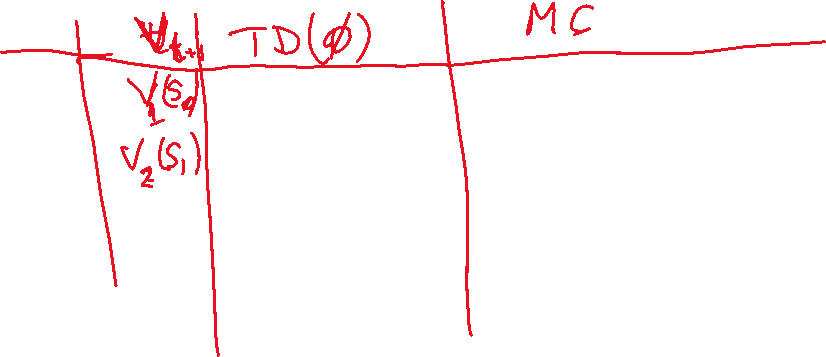 V_{t+1} TD(0) MC
V_1(S_0
V_2(S_1)